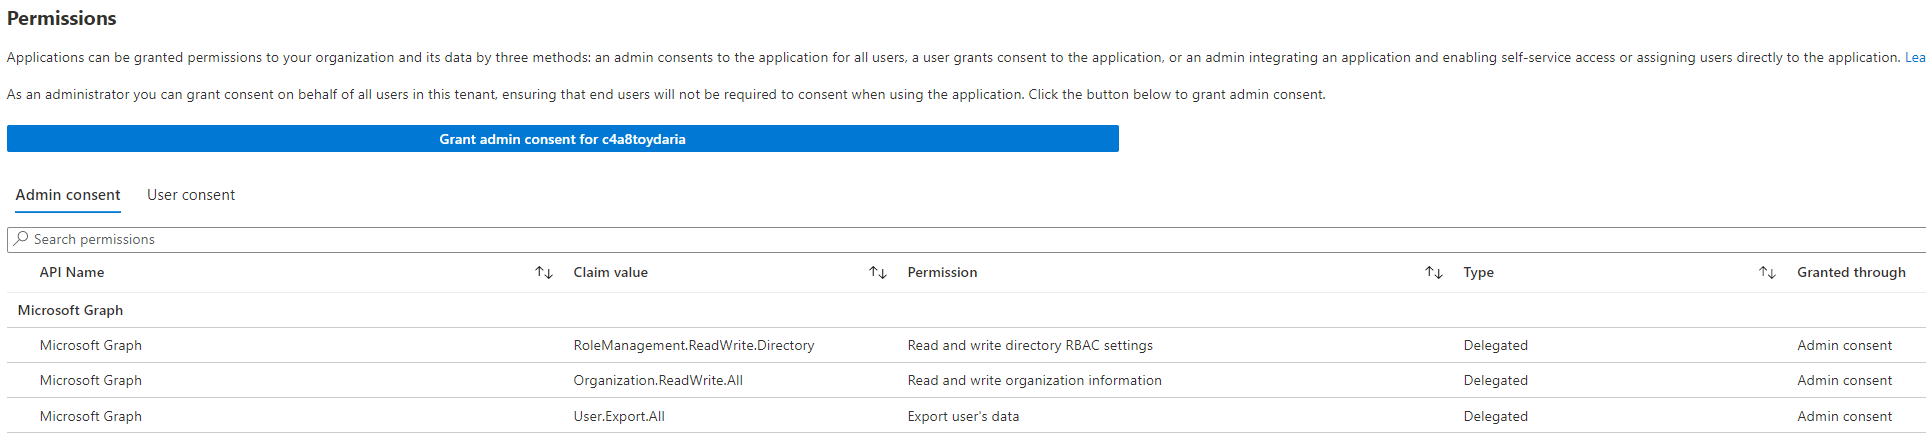 Permissions
Applications can be granted permissions to your organization and its data by three methods: an admin consents to the application for all users, a user grants consent to the application, or an admin integrating an application and enabling self-service access or assigning users directly to the application. Lea
As an administrator you can grant consent on behalf of all users in this tenant, ensuring that end users will not be required to consent when using the application. Click the button below to grant admin consent.
Grant admin consent for c4a8toydaria
Admin consent User consent
Search permissions
API Name Claim value Permission Type Granted through
Microsoft Graph
Microsoft Graph RoleManagement.ReadWrite.Directory Read and write directory RBAC settings Delegated Admin consent
Microsoft Graph Organization.ReadWrite.All Read and write organization information Delegated Admin consent
Microsoft Graph User.Export.All Export user's data Delegated Admin consent